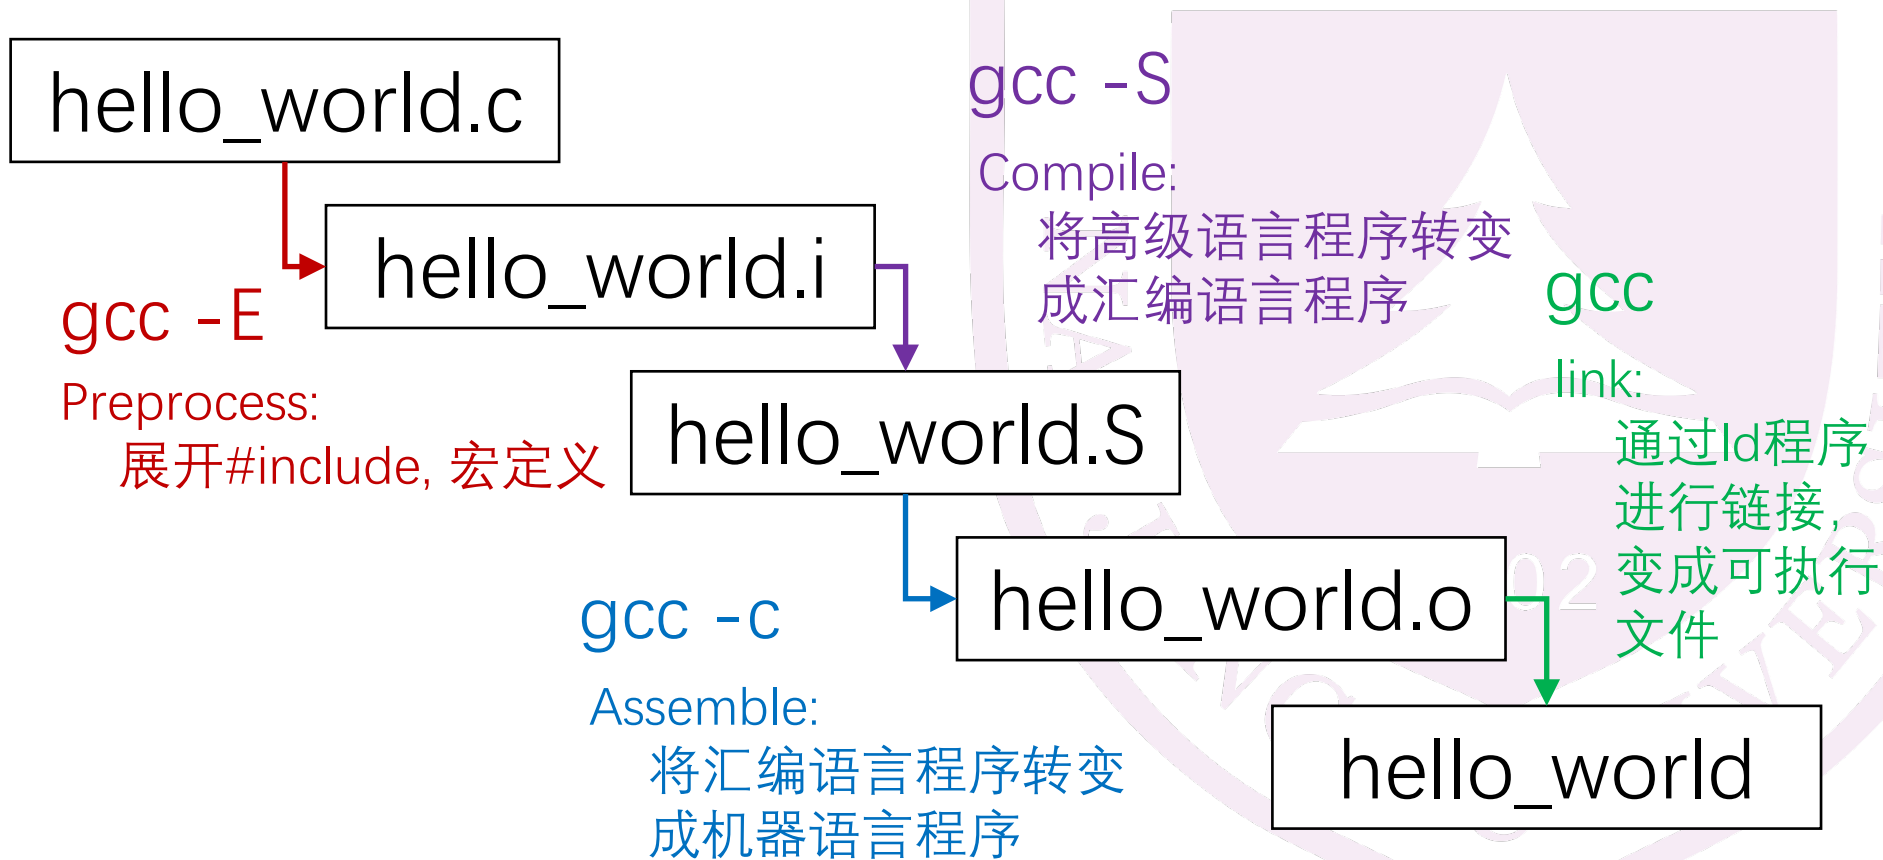 hello_world.c
gcc -E
Preprocess:
展开#include, 宏定义
hello_world.i
gcc -S
Compile:
将高级语言程序转变
成汇编语言程序
hello_world.S
gcc -c
Assemble:
将汇编语言程序转变
成机器语言程序
hello_world.o
gcc
link:
通过ld程序
进行链接,
变成可执行
文件
hello_world